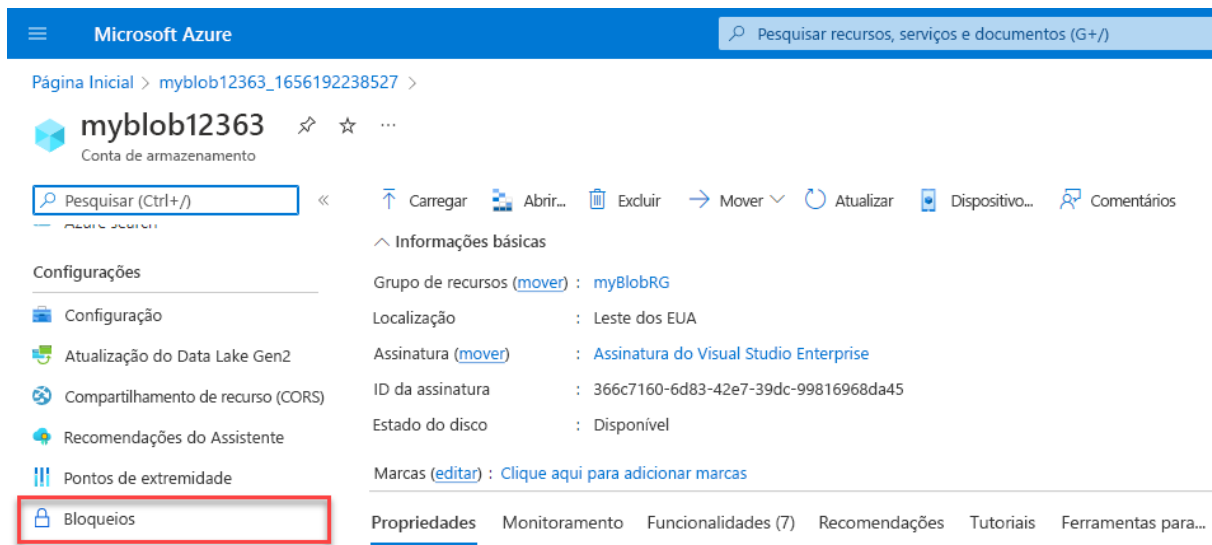 Microsoft Azure
Pesquisar recursos, serviços e documentos (G+/)
Página Inicial > myblob12363_1656192238527 >
myblob12363
Conta de armazenamento
Pesquisar (Ctrl+/)
Azure search
Configurações
Configuração
Atualização do Data Lake Gen2
Compartilhamento de recurso (CORS)
Recomendações do Assistente
Pontos de extremidade
Bloqueios
Carregar Abrir... Excluir Mover Atualizar Dispositivo... Comentários
Informações básicas
Grupo de recursos (mover) : myBlobRG
Localização : Leste dos EUA
Assinatura (mover) : Assinatura do Visual Studio Enterprise
ID da assinatura : 366c7160-6d83-42e7-39dc-99816968da45
Estado do disco : Disponível
Marcas (editar) : Clique aqui para adicionar marcas
Propriedades Monitoramento Funcionalidades (7) Recomendações Tutoriais Ferramentas para...